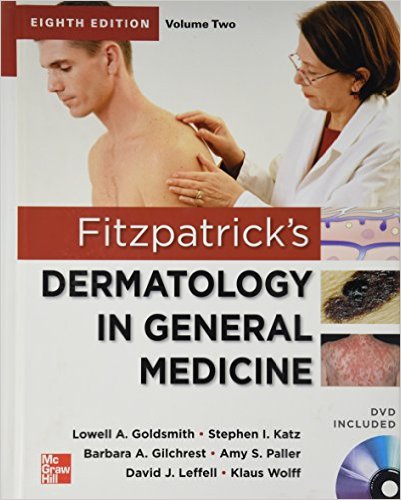 EIGHTH EDITION Volume Two
Fitzpatrick's
DERMATOLOGY
IN GENERAL
MEDICINE
DVD
INCLUDED
Lowell A. Goldsmith • Stephen I. Katz
Barbara A. Gilchrest • Amy S. Paller
David J. Leffell • Klaus Wolff
Mc
Graw
Hill